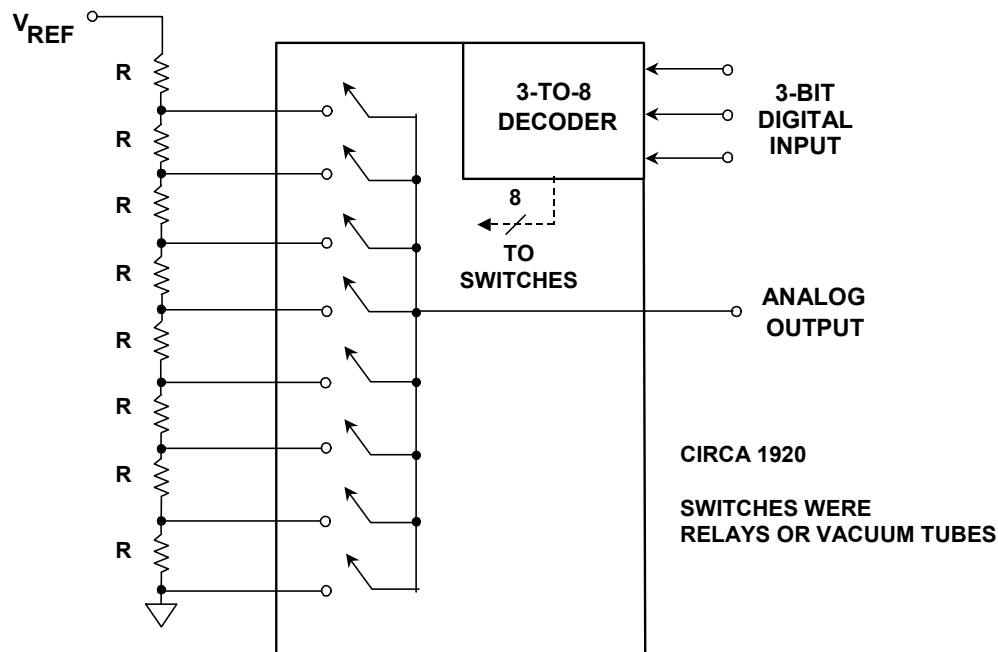 V
REF
R
R
R
R
R
R
R
R
3-TO-8
DECODER
3-BIT
DIGITAL
INPUT
8
TO
SWITCHES
ANALOG
OUTPUT
CIRCA 1920
SWITCHES WERE
RELAYS OR VACUUM TUBES